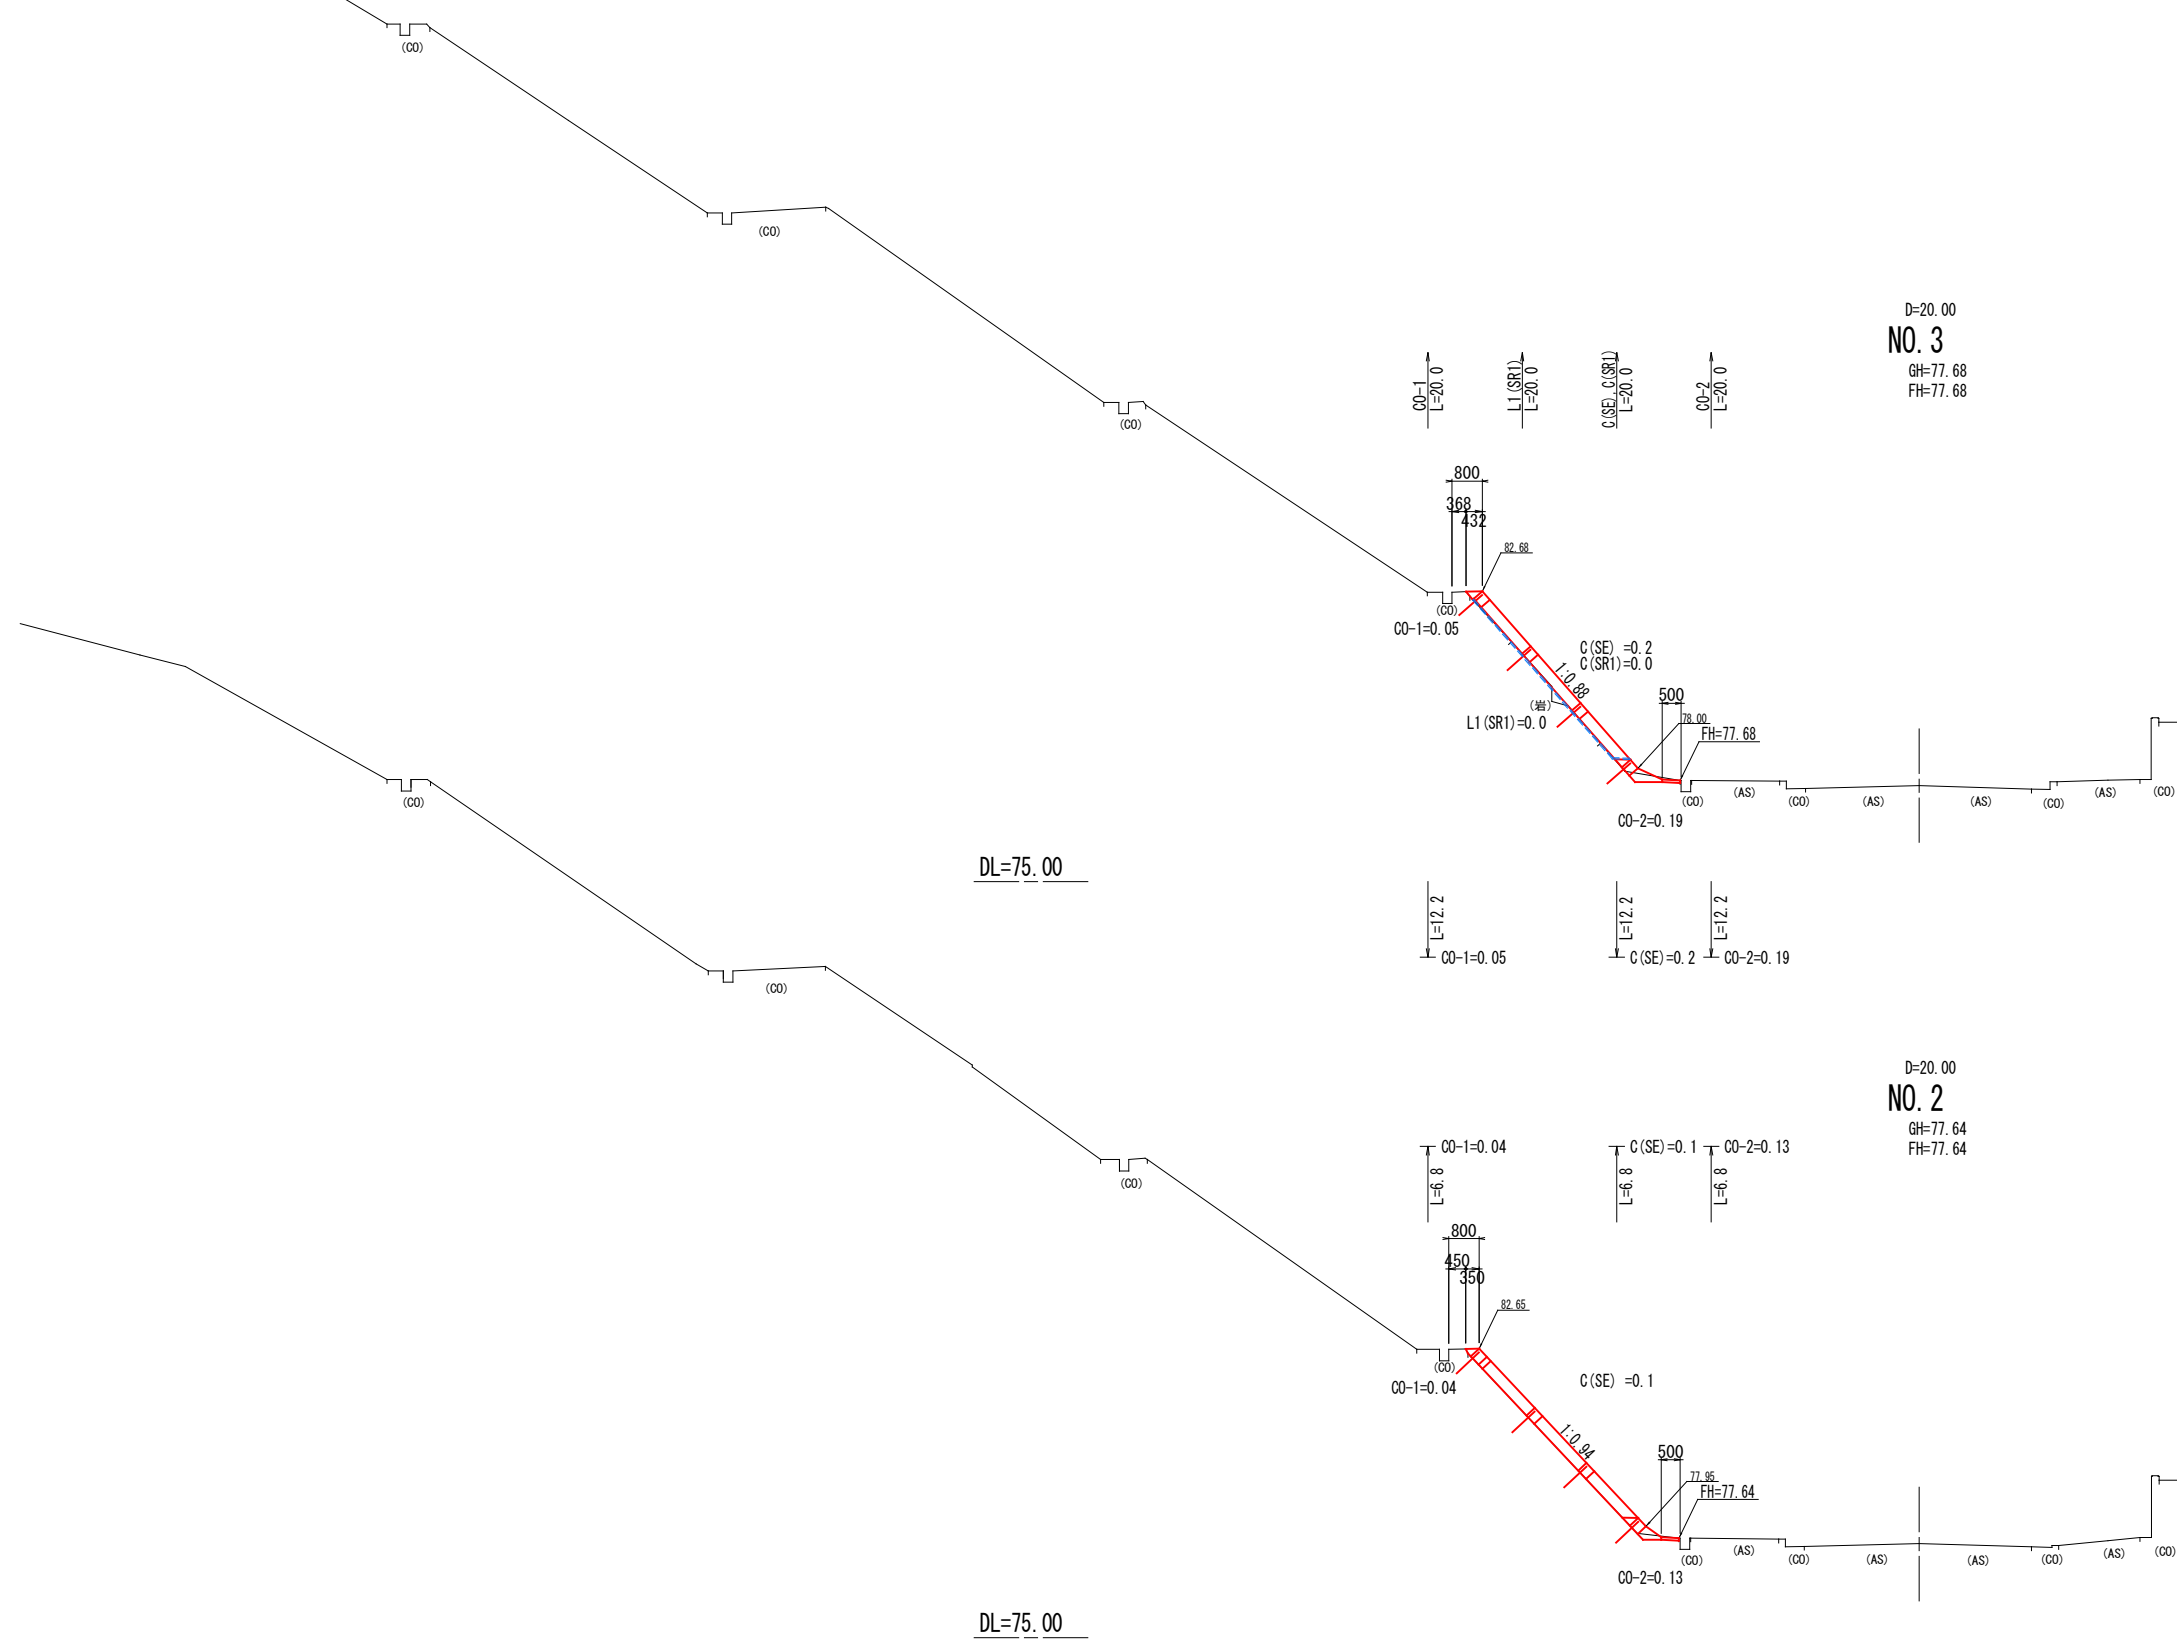 (CO)
(CO)
(CO)
D=20.00
NO.3
GH=77.68
FH=77.68
CO-1
L=20.0
L1(SR1)
L=20.0
C(SE),C(SR1)
L=20.0
CO-2
L=20.0
800
368
432
82.68
(CO)
CO-1=0.05
C(SE) =0.2
C(SR1)=0.0
1:0.88
(岩)
L1(SR1)=0.0
500
78.00
FH=77.68
(CO)
(AS)
(CO)
(AS)
(AS)
(CO)
(AS)
(CO)
CO-2=0.19
(CO)
DL=75.00
L=12.2
L=12.2
L=12.2
CO-1=0.05
C(SE)=0.2
CO-2=0.19
(CO)
D=20.00
NO.2
GH=77.64
FH=77.64
CO-1=0.04
C(SE)=0.1
CO-2=0.13
L=6.8
L=6.8
L=6.8
(CO)
800
450
350
82.65
(CO)
CO-1=0.04
C(SE) =0.1
1:0.94
500
77.95
FH=77.64
(CO)
(AS)
(CO)
(AS)
(AS)
(CO)
(AS)
(CO)
CO-2=0.13
DL=75.00